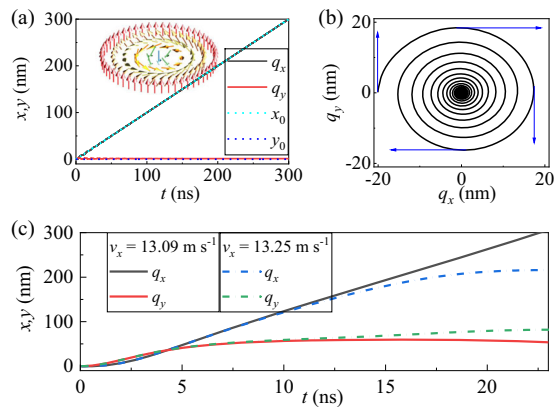 (a)
300
200
100
0
x,y (nm)
0 100 200 300
t (ns)
q_x
q_y
x_0
y_0
(b)
20
0
-20
q_y (nm)
-20 0 20
q_x (nm)
(c)
300
200
100
0
x,y (nm)
0 5 10 15 20
t (ns)
v_x = 13.09 m s⁻¹ v_x = 13.25 m s⁻¹
q_x q_x
q_y q_y